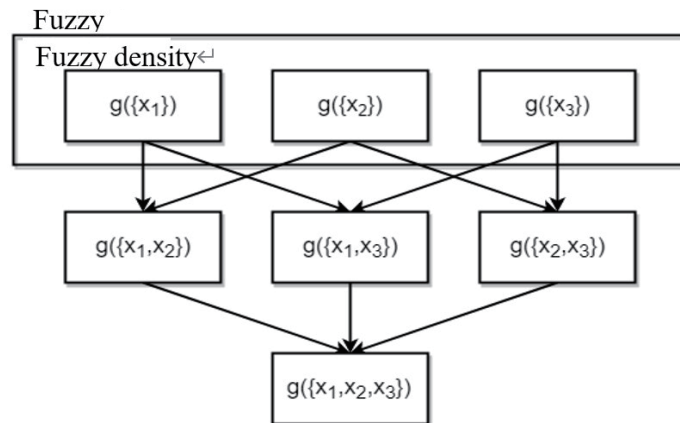 Fuzzy
Fuzzy density↵
g({x₁}) g({x₂}) g({x₃})
g({x₁,x₂}) g({x₁,x₃}) g({x₂,x₃})
g({x₁,x₂,x₃})